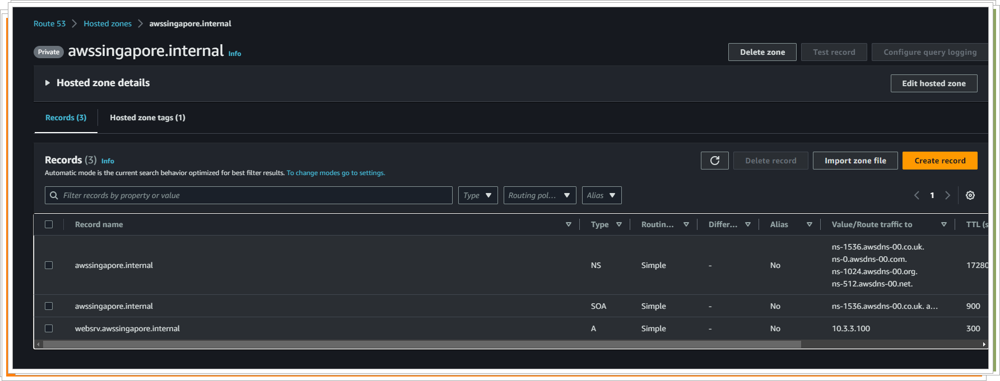 Route 53 Hosted zones awssingapore.internal
Private awssingapore.internal Info
Delete zone Test record Configure query logging
Hosted zone details Edit hosted zone
Records (3) Hosted zone tags (1)
Records (3) Info
Automatic mode is the current search behavior optimized for best filter results. To change modes go to settings.
Delete record Import zone file Create record
Filter records by property or value Type Routing pol... Alias 1
Record name Type Routin... Differ... Alias Value/Route traffic to TTL (s
ns-1536.awsdns-00.co.uk.
ns-0.awsdns-00.com.
awssingapore.internal NS Simple - No 17280
ns-1024.awsdns-00.org.
ns-512.awsdns-00.net.
awssingapore.internal SOA Simple - No ns-1536.awsdns-00.co.uk. a... 900
websrv.awssingapore.internal A Simple - No 10.3.3.100 300